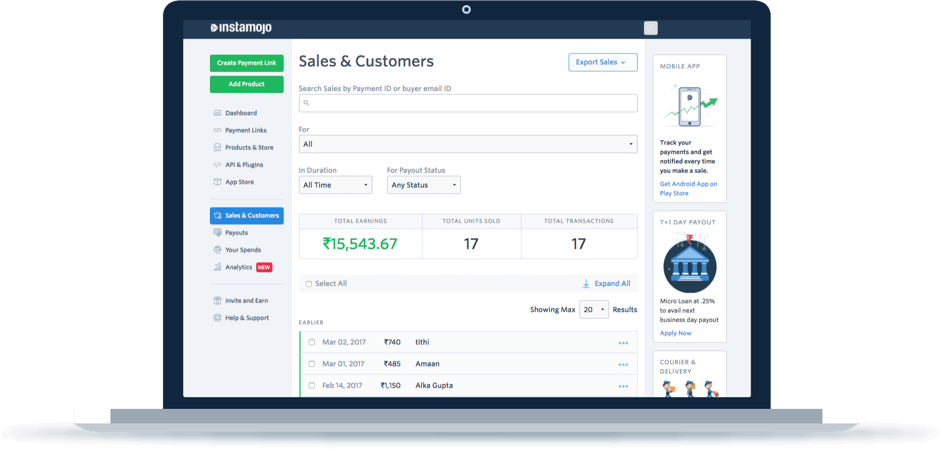 instamojo
Create Payment Link
Add Product
Dashboard
Payment Links
Products & Store
API & Plugins
App Store
Sales & Customers
Payouts
Your Spends
Analytics NEW
Invite and Earn
Help & Support
Sales & Customers
Export Sales
Search Sales by Payment ID or buyer email ID
For
All
In Duration
For Payout Status
All Time
Any Status
TOTAL EARNINGS
TOTAL UNITS SOLD
TOTAL TRANSACTIONS
₹15,543.67
17
17
Select All
Expand All
Showing Max 20 Results
EARLIER
Mar 02, 2017 ₹740 tithi
Mar 01, 2017 ₹485 Amaan
Feb 14, 2017 ₹1,150 Alka Gupta
MOBILE APP
Track your
payments and get
notified every time
you make a sale.
Get Android App on
Play Store
T+1 DAY PAYOUT
₹
Micro Loan at .25%
to avail next
business day payout
Apply Now
COURIER &
DELIVERY